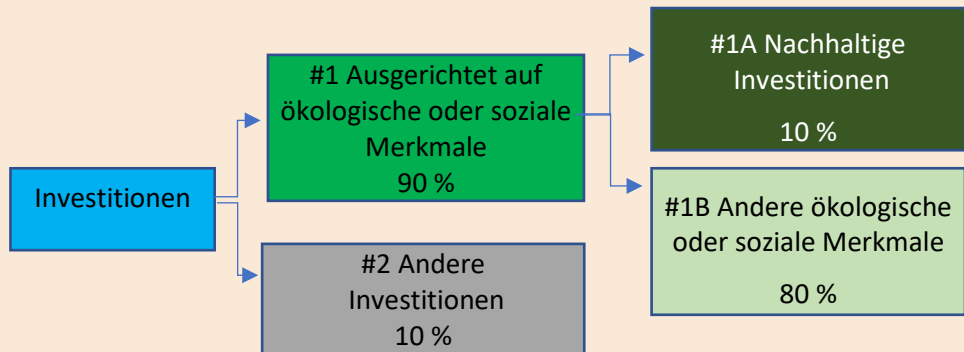 Investitionen
#1 Ausgerichtet auf
ökologische oder soziale
Merkmale
90 %
#2 Andere
Investitionen
10 %
#1A Nachhaltige
Investitionen
10 %
#1B Andere ökologische
oder soziale Merkmale
80 %